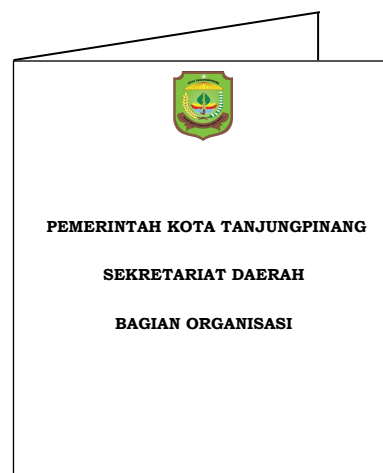 PEMERINTAH KOTA TANJUNGPINANG
SEKRETARIAT DAERAH
BAGIAN ORGANISASI